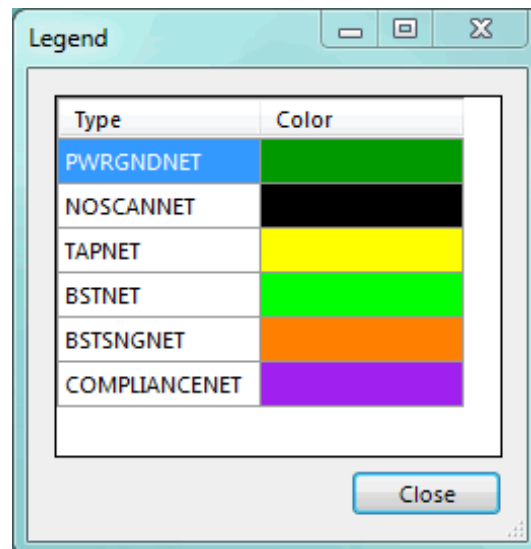 Legend
Type Color
PWRGNDNET
NOSCANNET
TAPNET
BSTNET
BSTSNGNET
COMPLIANCENET
Close